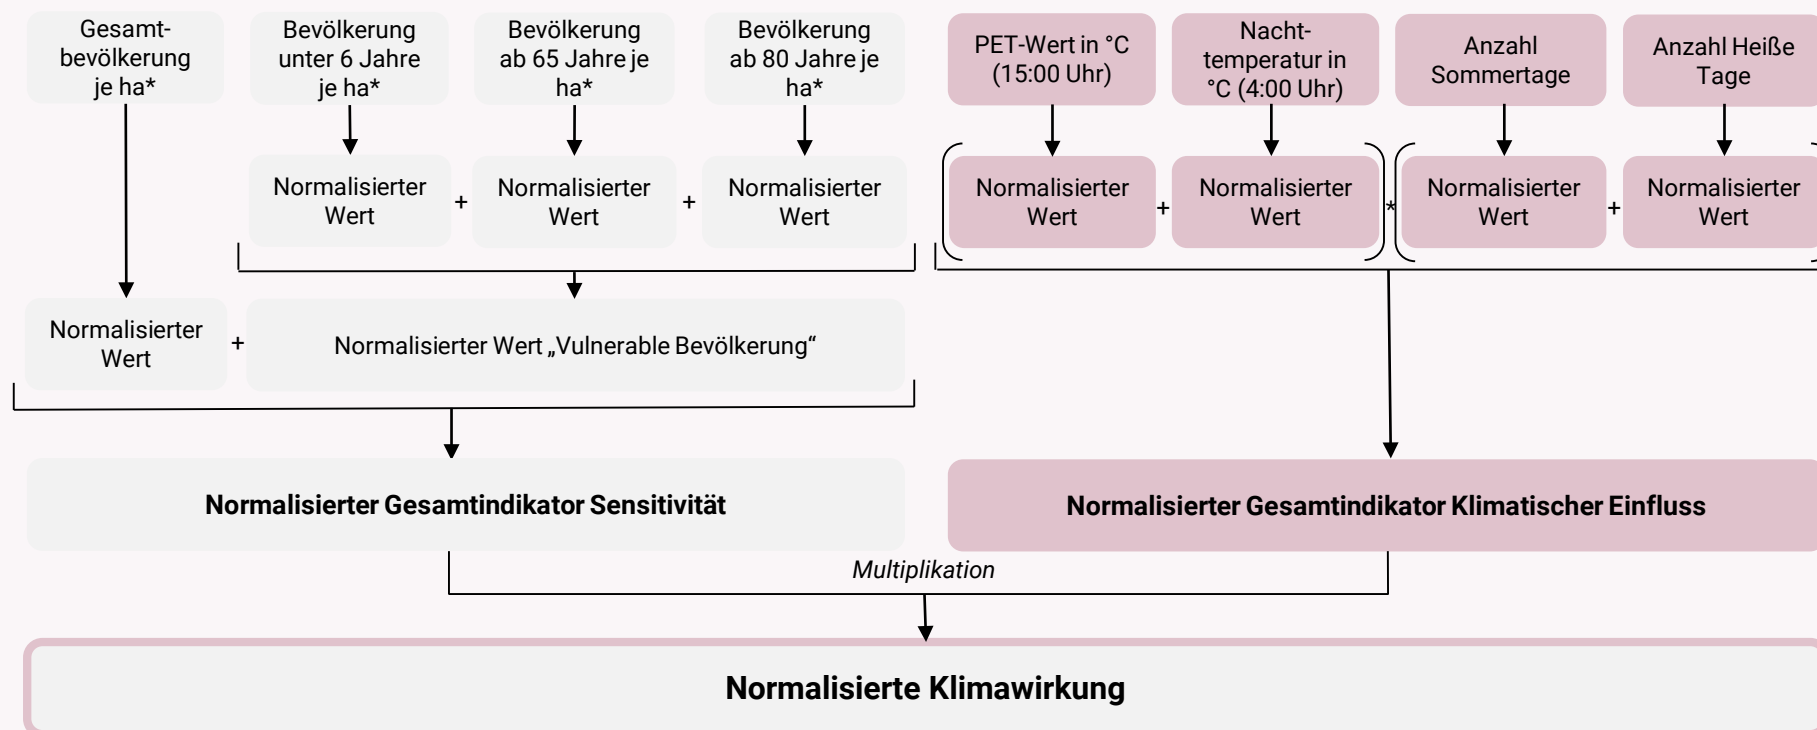 Gesamt-
bevölkerung
je ha*
Bevölkerung
unter 6 Jahre
je ha*
Bevölkerung
ab 65 Jahre je
ha*
Bevölkerung
ab 80 Jahre je
ha*
PET-Wert in °C
(15:00 Uhr)
Nacht-
temperatur in
°C (4:00 Uhr)
Anzahl
Sommertage
Anzahl Heiße
Tage
Normalisierter
Wert
+
Normalisierter
Wert
+
Normalisierter
Wert
Normalisierter
Wert
+
Normalisierter
Wert
*
Normalisierter
Wert
+
Normalisierter
Wert
Normalisierter
Wert
+
Normalisierter Wert „Vulnerable Bevölkerung“
Normalisierter Gesamtindikator Sensitivität
Normalisierter Gesamtindikator Klimatischer Einfluss
Multiplikation
Normalisierte Klimawirkung